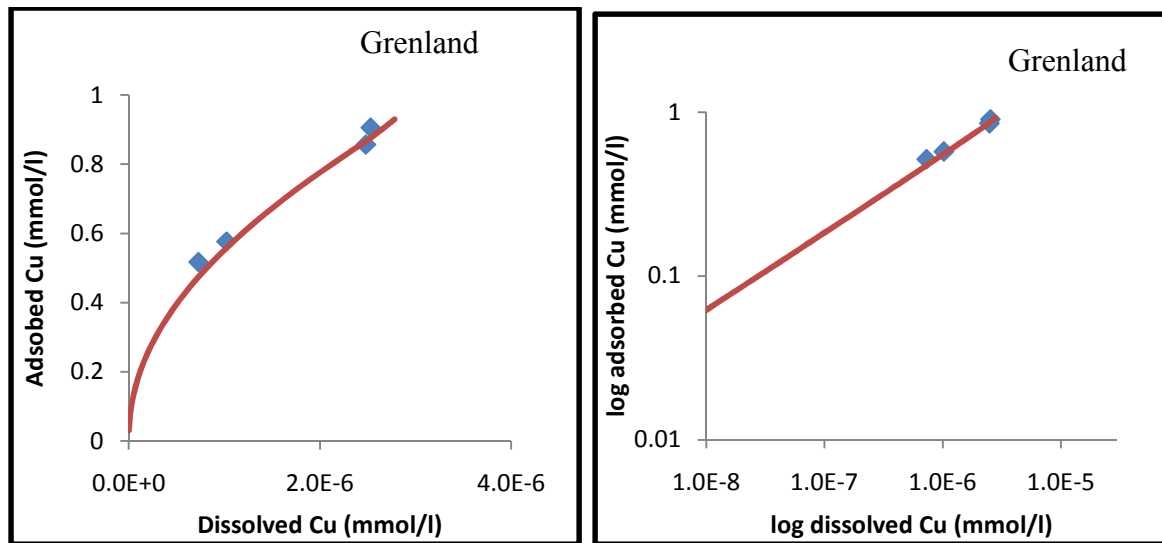 Grenland
Adsobed Cu (mmol/l)
1
0.8
0.6
0.4
0.2
0
0.0E+0 2.0E-6 4.0E-6
Dissolved Cu (mmol/l)
Grenland
log adsorbed Cu (mmol/l)
1
0.1
0.01
1.0E-8 1.0E-7 1.0E-6 1.0E-5
log dissolved Cu (mmol/l)